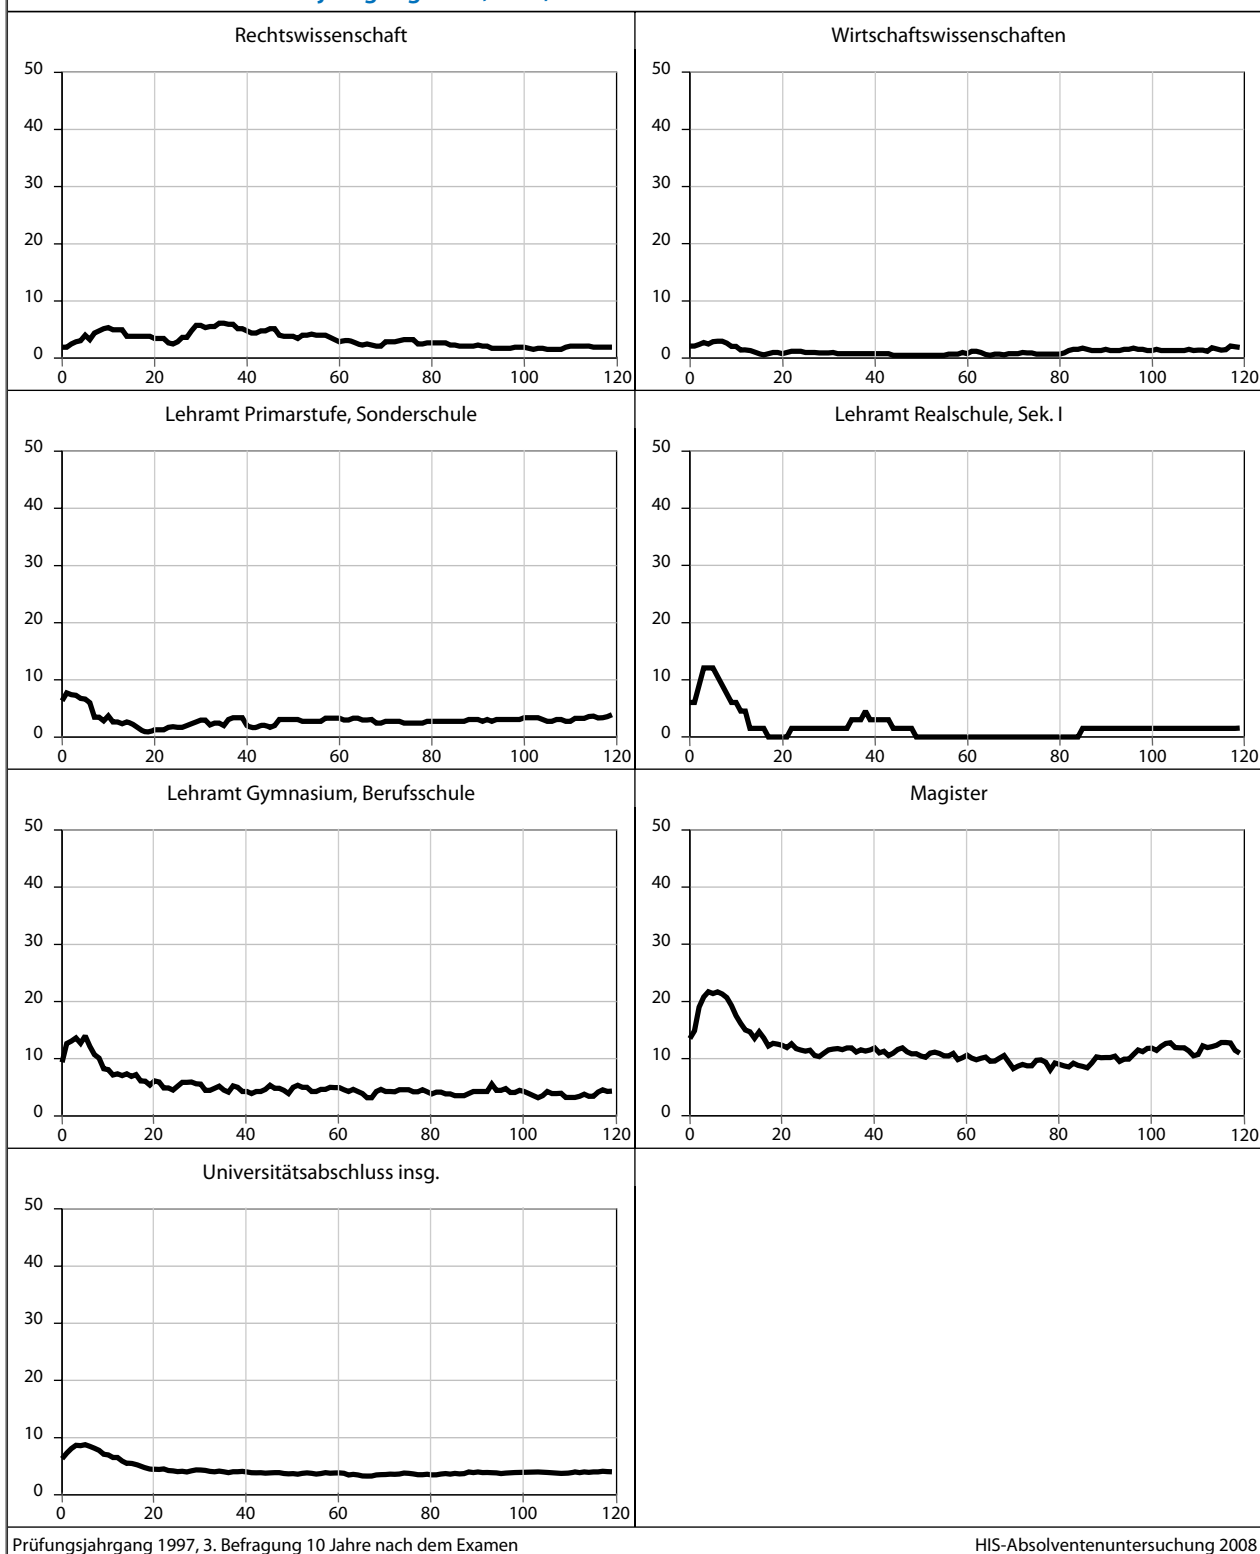 Rechtswissenschaft
50
40
30
20
10
0
0 20 40 60 80 100 120
Wirtschaftswissenschaften
50
40
30
20
10
0
0 20 40 60 80 100 120
Lehramt Primarstufe, Sonderschule
50
40
30
20
10
0
0 20 40 60 80 100 120
Lehramt Realschule, Sek. I
50
40
30
20
10
0
0 20 40 60 80 100 120
Lehramt Gymnasium, Berufsschule
50
40
30
20
10
0
0 20 40 60 80 100 120
Magister
50
40
30
20
10
0
0 20 40 60 80 100 120
Universitätsabschluss insg.
50
40
30
20
10
0
0 20 40 60 80 100 120
Prüfungsjahrgang 1997, 3. Befragung 10 Jahre nach dem Examen
HIS-Absolventenuntersuchung 2008